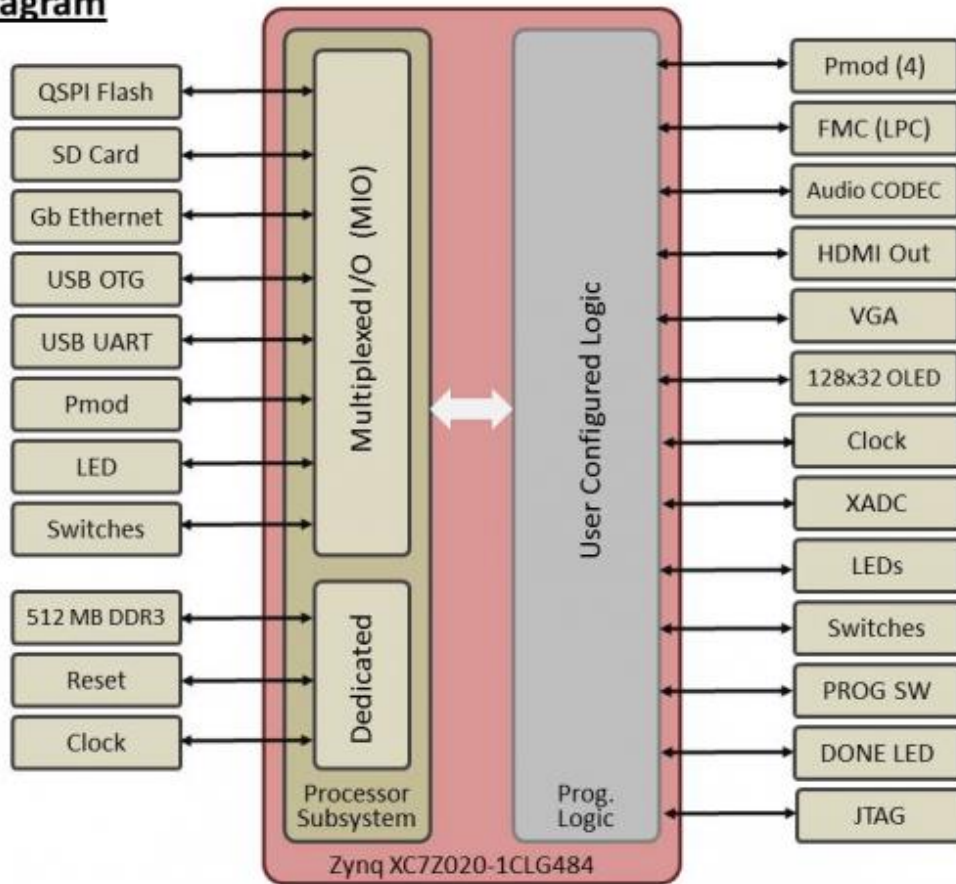 QSPI Flash
SD Card
Gb Ethernet
USB OTG
USB UART
Pmod
LED
Switches
512 MB DDR3
Reset
Clock
Multiplexed I/O (MIO)
Dedicated
Processor
Subsystem
User Configured Logic
Prog.
Logic
Zynq XC7Z020-1CLG484
Pmod (4)
FMC (LPC)
Audio CODEC
HDMI Out
VGA
128x32 OLED
Clock
XADC
LEDs
Switches
PROG SW
DONE LED
JTAG